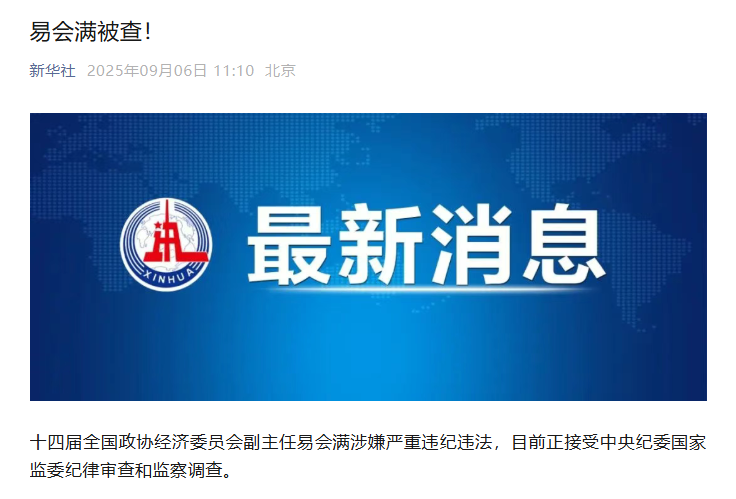 易会满被查！
新华社 2025年09月06日 11:10 北京
XINHUA
最新消息
十四届全国政协经济委员会副主任易会满涉嫌严重违纪违法，目前正接受中央纪委国家
监委纪律审查和监察调查。